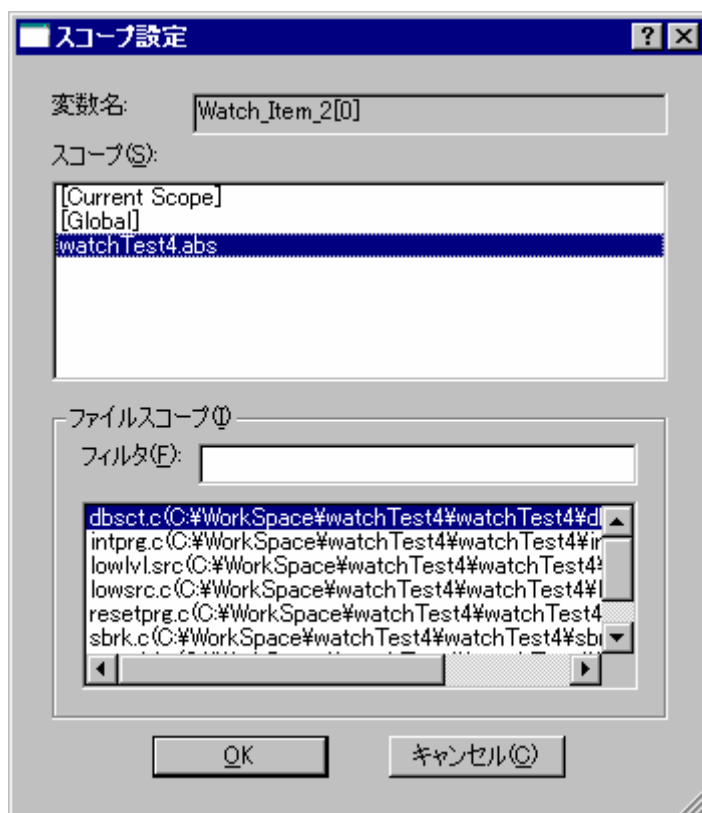 スコープ設定
変数名:
Watch_Item_2[0]
スコープ(S):
[Current Scope]
[Global]
watchTest4.abs
ファイルスコープ(I)
フィルタ(F):
dbsct.c(C:¥WorkSpace¥watchTest4¥watchTest4¥d
intprg.c(C:¥WorkSpace¥watchTest4¥watchTest4¥ir
lowlvl.src(C:¥WorkSpace¥watchTest4¥watchTest4¥
lowsrc.c(C:¥WorkSpace¥watchTest4¥watchTest4¥l
resetprg.c(C:¥WorkSpace¥watchTest4¥watchTest4
sbrk.c(C:¥WorkSpace¥watchTest4¥watchTest4¥sbr
OK
キャンセル(C)